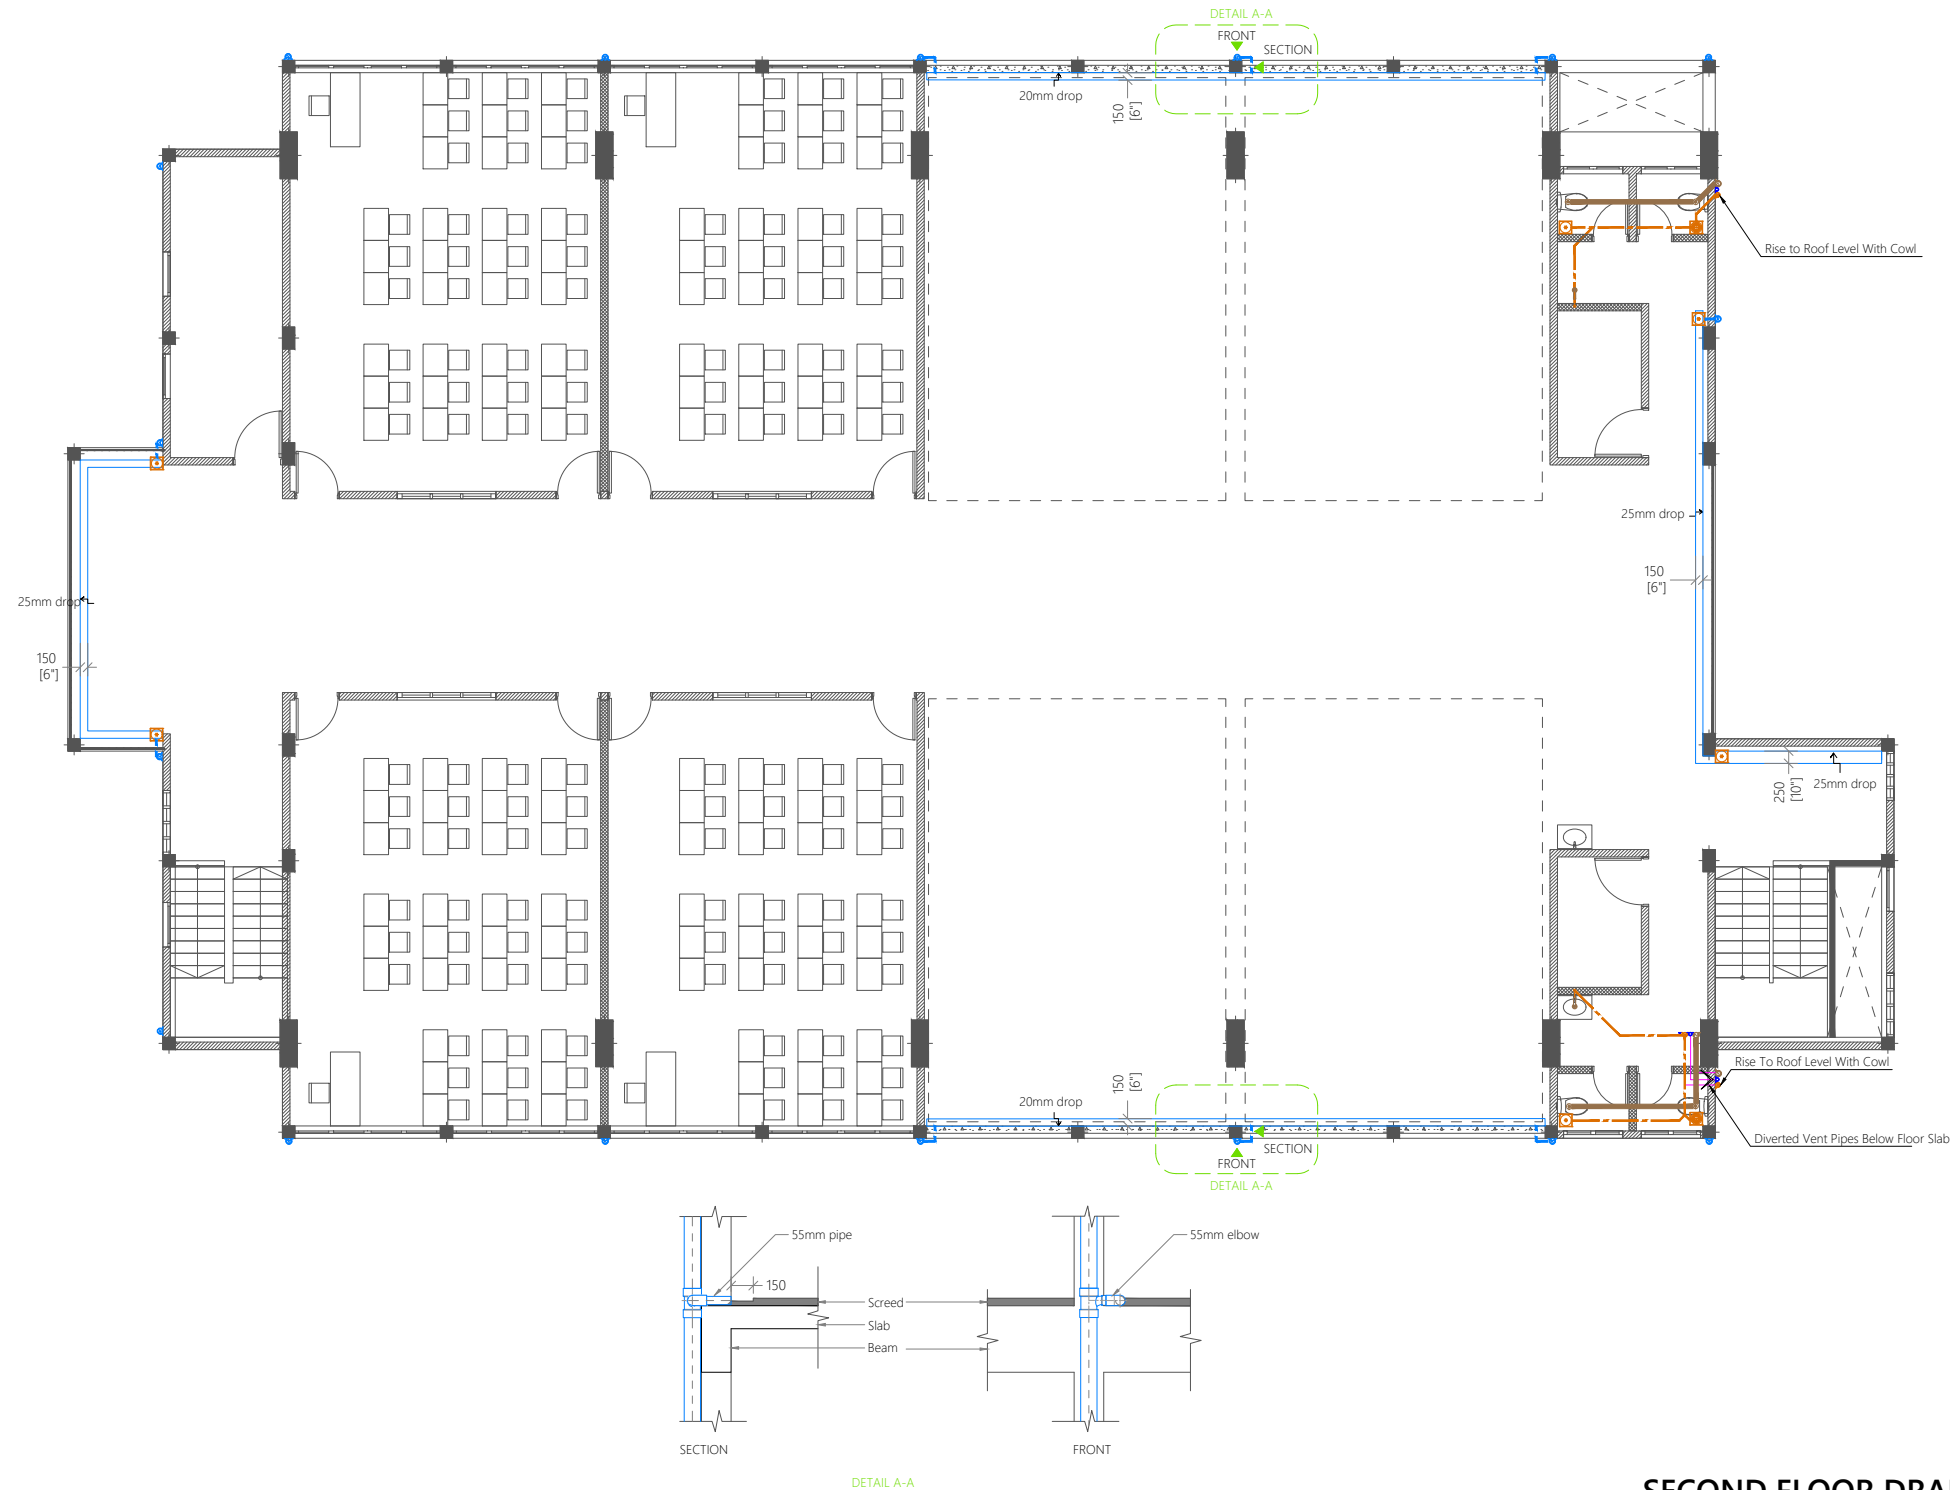 DETAIL A-A
FRONT
SECTION
20mm drop
150
[6"]
Rise to Roof Level With Cowl
25mm drop
150
[6"]
25mm drop
150
[6"]
250
[10"]
25mm drop
Rise To Roof Level With Cowl
150
[6"]
20mm drop
SECTION
FRONT
DETAIL A-A
Diverted Vent Pipes Below Floor Slab
55mm pipe
55mm elbow
150
Screed
Slab
Beam
SECTION
FRONT
DETAIL A-A
SECOND FLOOR